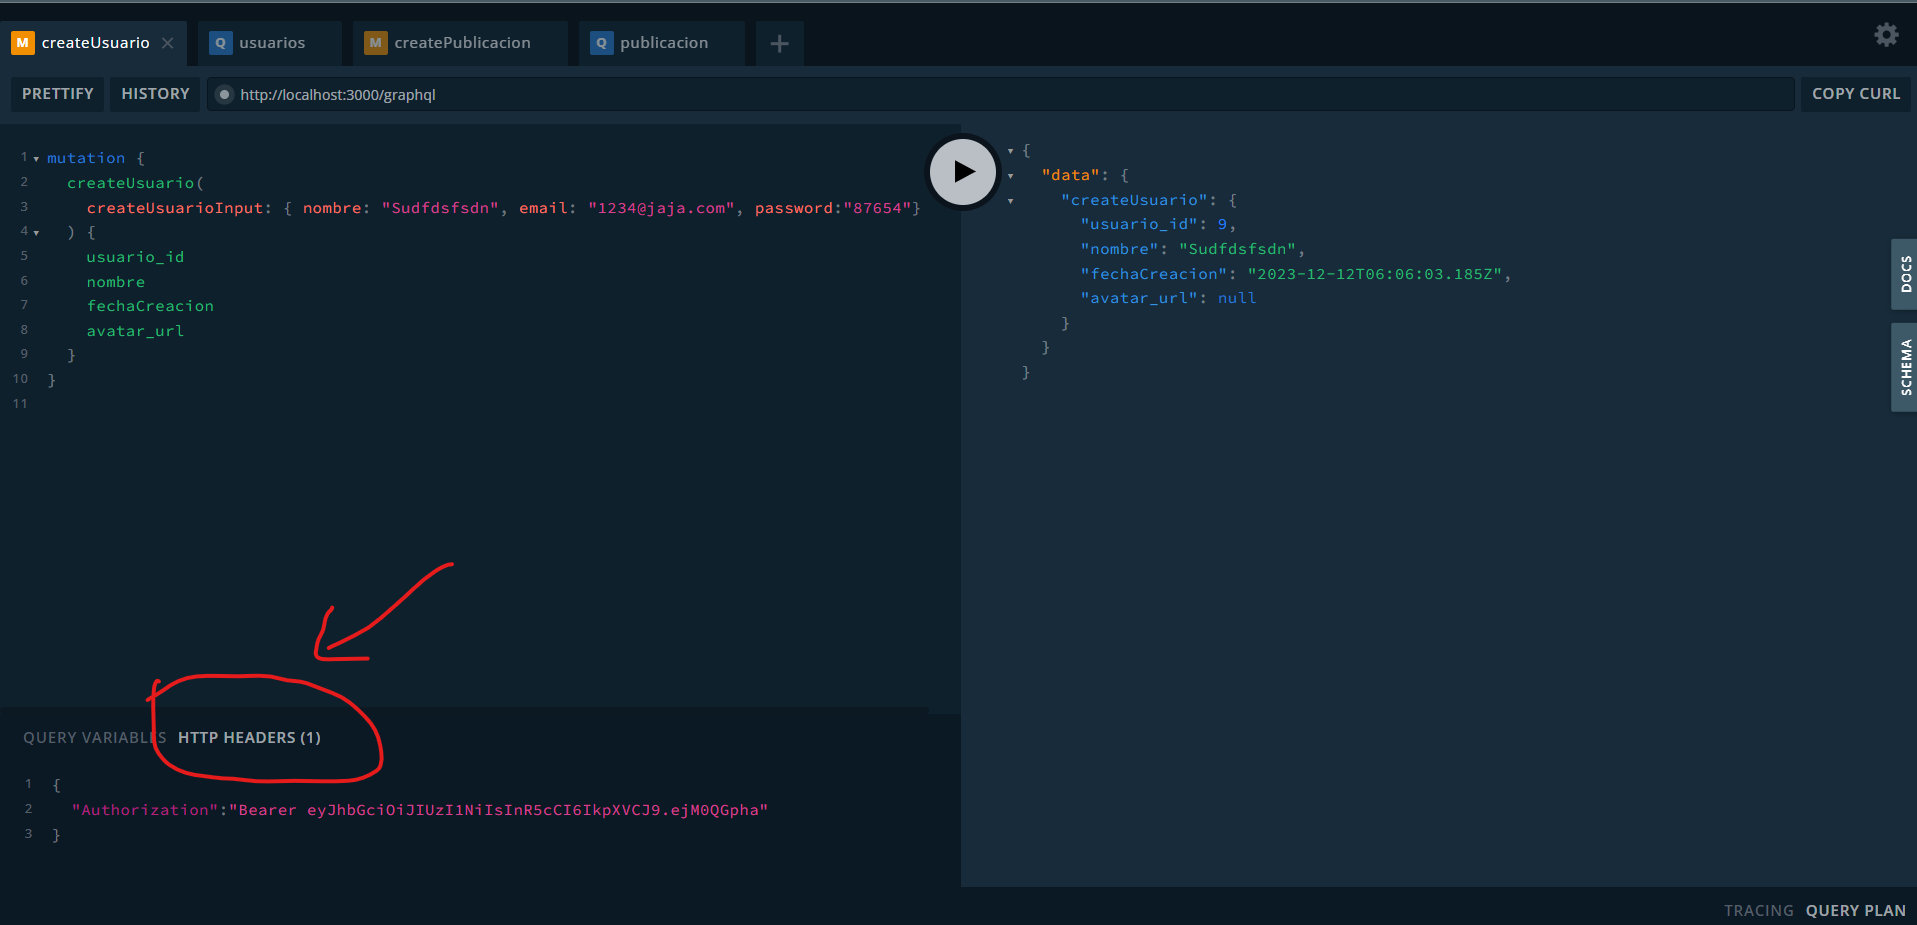 M createUsuario
Q usuarios
M createPublicacion
Q publicacion
PRETTIFY
HISTORY
http://localhost:3000/graphql
COPY CURL
1 mutation {
2 createUsuario(
3 createUsuarioInput: { nombre: "Sudfdsfsdn", email: "1234@jaja.com", password:"87654"}
4 ) {
5 usuario_id
6 nombre
7 fechaCreacion
8 avatar_url
9 }
10 }
11
{
"data": {
"createUsuario": {
"usuario_id": 9,
"nombre": "Sudfdsfsdn",
"fechaCreacion": "2023-12-12T06:06:03.185Z",
"avatar_url": null
}
}
}
DOCS
SCHEMA
QUERY VARIABLES HTTP HEADERS (1)
1 {
2 "Authorization":"Bearer eyJhbGciOiJIUzI1NiIsInR5cCI6IkpXVCJ9.ejM0QGpha"
3 }
TRACING QUERY PLAN